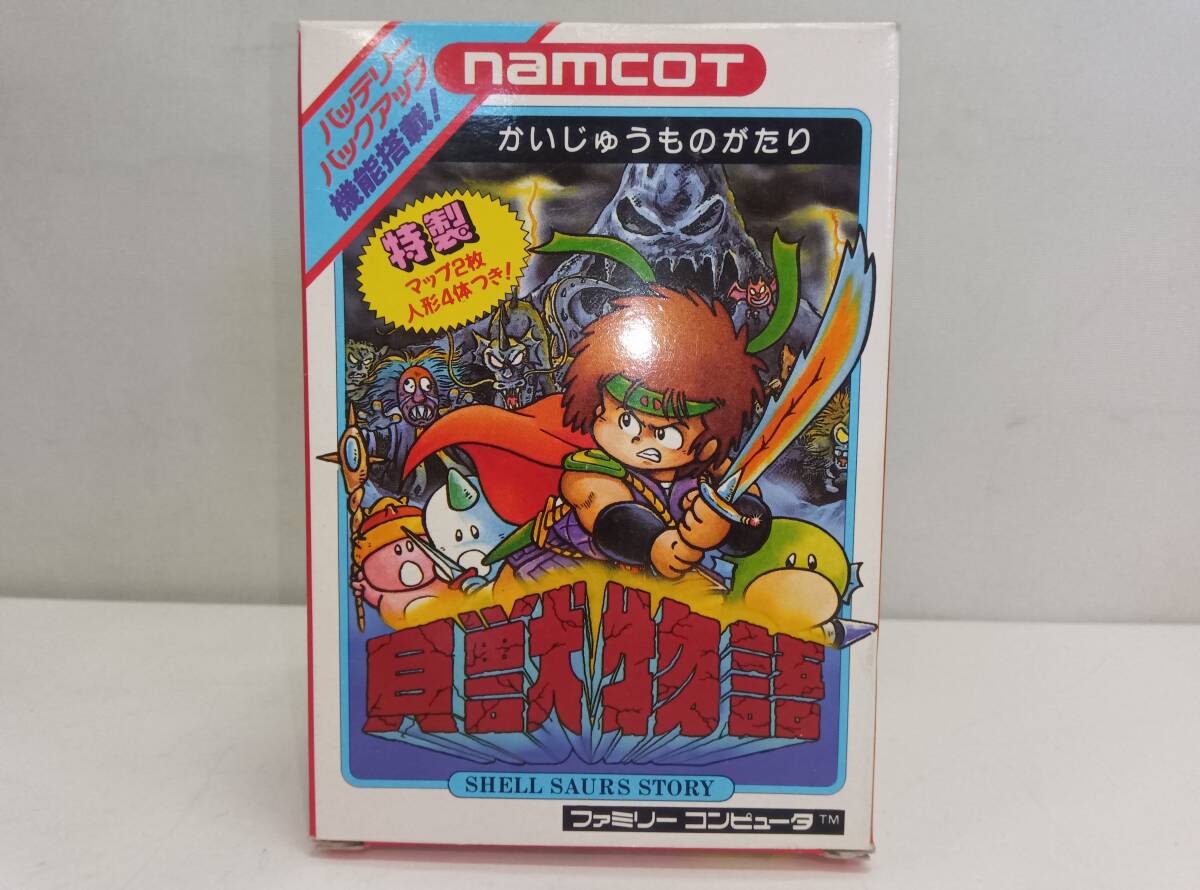 バッテリー
バックアップ
機能搭載!
namcot
かいじゅうものがたり
特製
マップ2枚
人形4体つき!
貝獣物語
SHELL SAURS STORY
ファミリー コンピュータ™